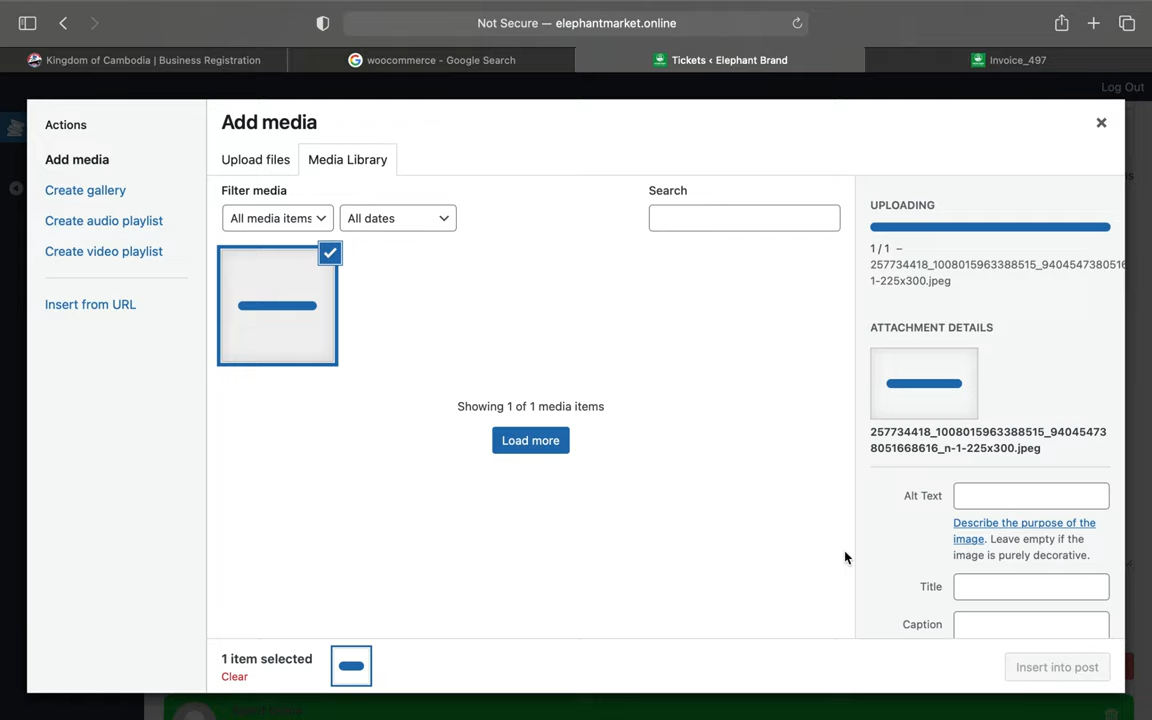 Not Secure — elephantmarket.online
Kingdom of Cambodia | Business Registration
woocommerce - Google Search
Tickets ‹ Elephant Brand
Invoice_497
Log Out
Actions
Add media
Create gallery
Create audio playlist
Create video playlist
Insert from URL
Add media
Upload files
Media Library
Filter media
Search
All media items
All dates
Showing 1 of 1 media items
Load more
UPLOADING
1 / 1 –
257734418_1008015963388515_9404547380516
1-225x300.jpeg
ATTACHMENT DETAILS
257734418_1008015963388515_94045473
8051668616_n-1-225x300.jpeg
Alt Text
Describe the purpose of the
image. Leave empty if the
image is purely decorative.
Title
Caption
1 item selected
Clear
Insert into post